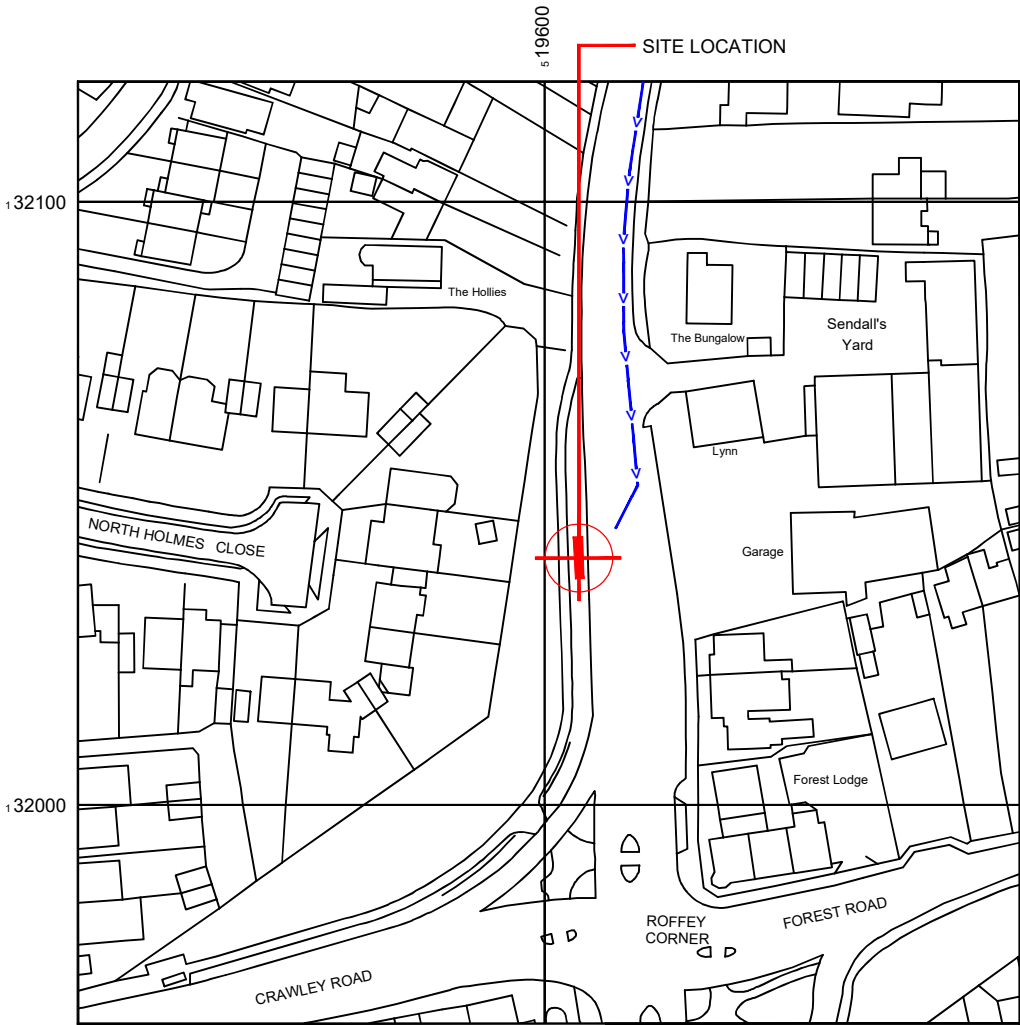 5 19600
SITE LOCATION
1 32100
The Hollies
The Bungalow
Sendall's
Yard
Lynn
NORTH HOLMES CLOSE
Garage
Forest Lodge
1 32000
ROFFEY
CORNER
FOREST ROAD
CRAWLEY ROAD